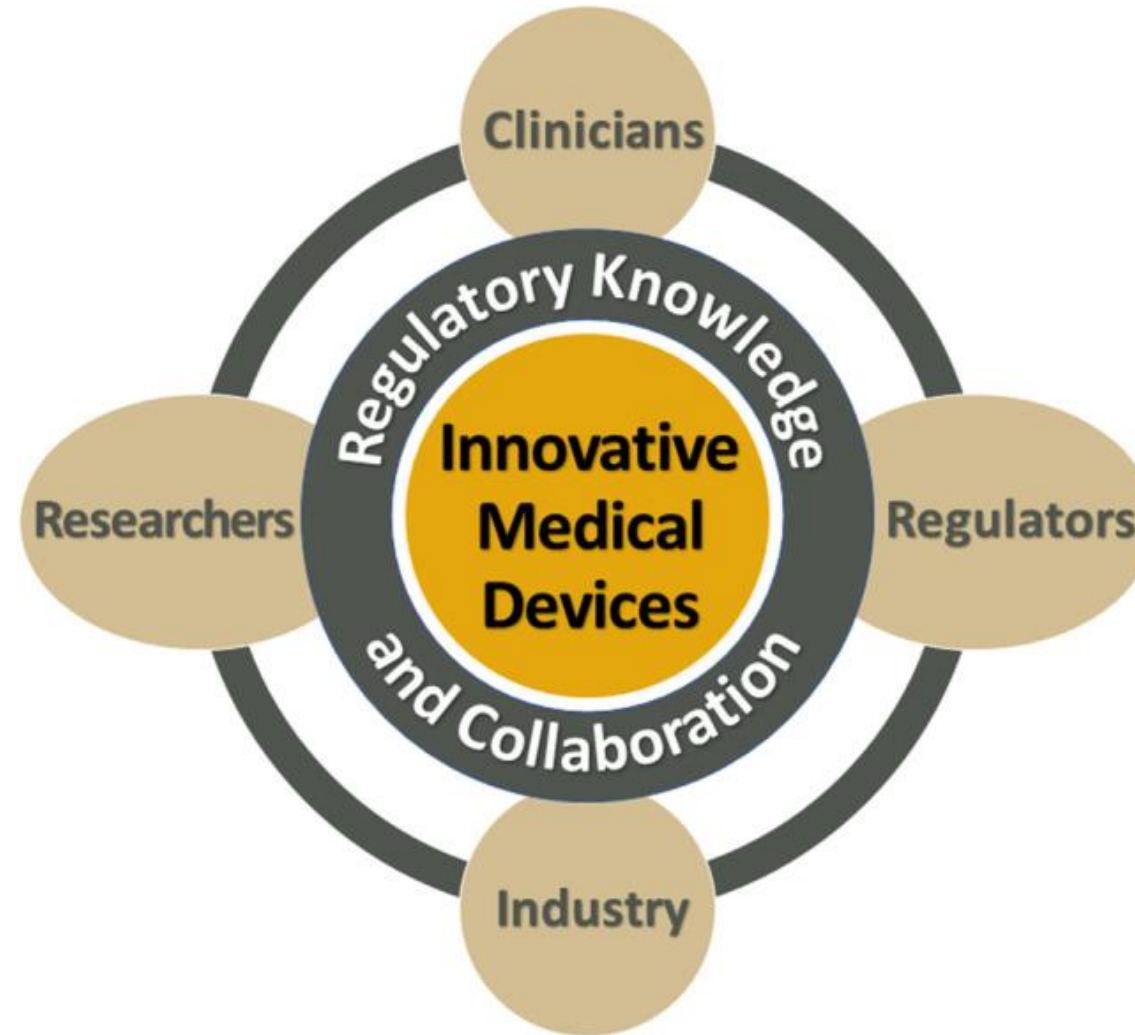 Clinicians
Regulatory Knowledge
Innovative
Medical
Devices
Researchers
Regulators
and Collaboration
Industry